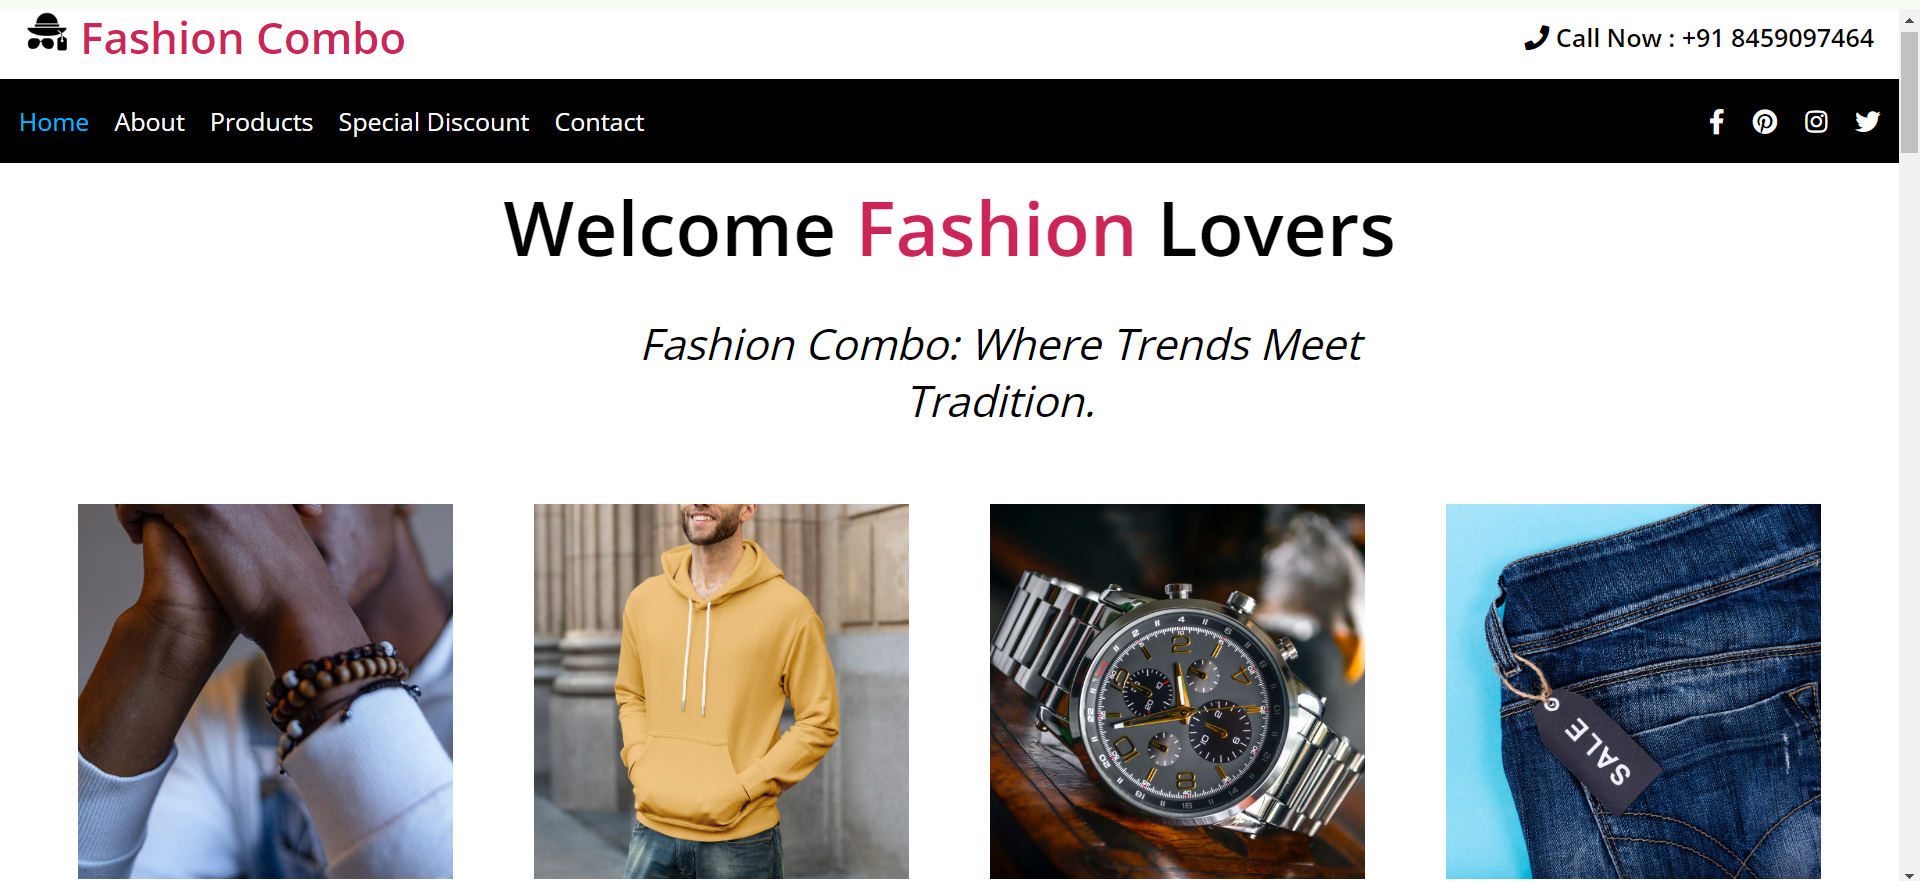 Fashion Combo
Call Now : +91 8459097464
Home About Products Special Discount Contact
Welcome Fashion Lovers
Fashion Combo: Where Trends Meet
Tradition.
SALE